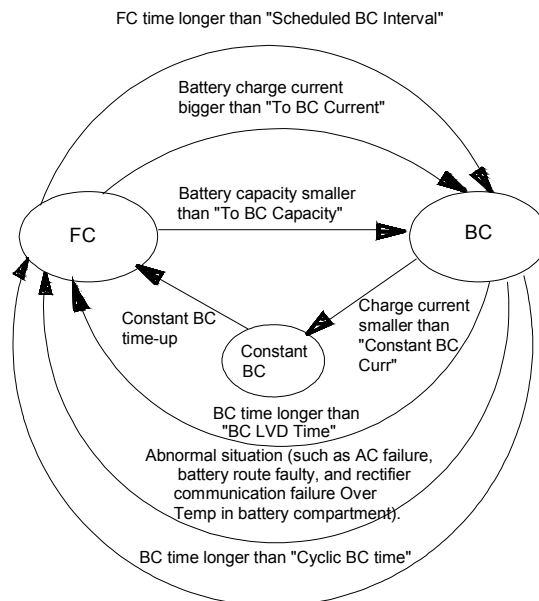 FC time longer than "Scheduled BC Interval"
Battery charge current
bigger than "To BC Current"
Battery capacity smaller
than "To BC Capacity"
FC
BC
Constant BC
time-up
Constant
BC
Charge current
smaller than
"Constant BC
Curr"
BC time longer than
"BC LVD Time"
Abnormal situation (such as AC failure,
battery route faulty, and rectifier
communication failure Over
Temp in battery compartment).
BC time longer than "Cyclic BC time"